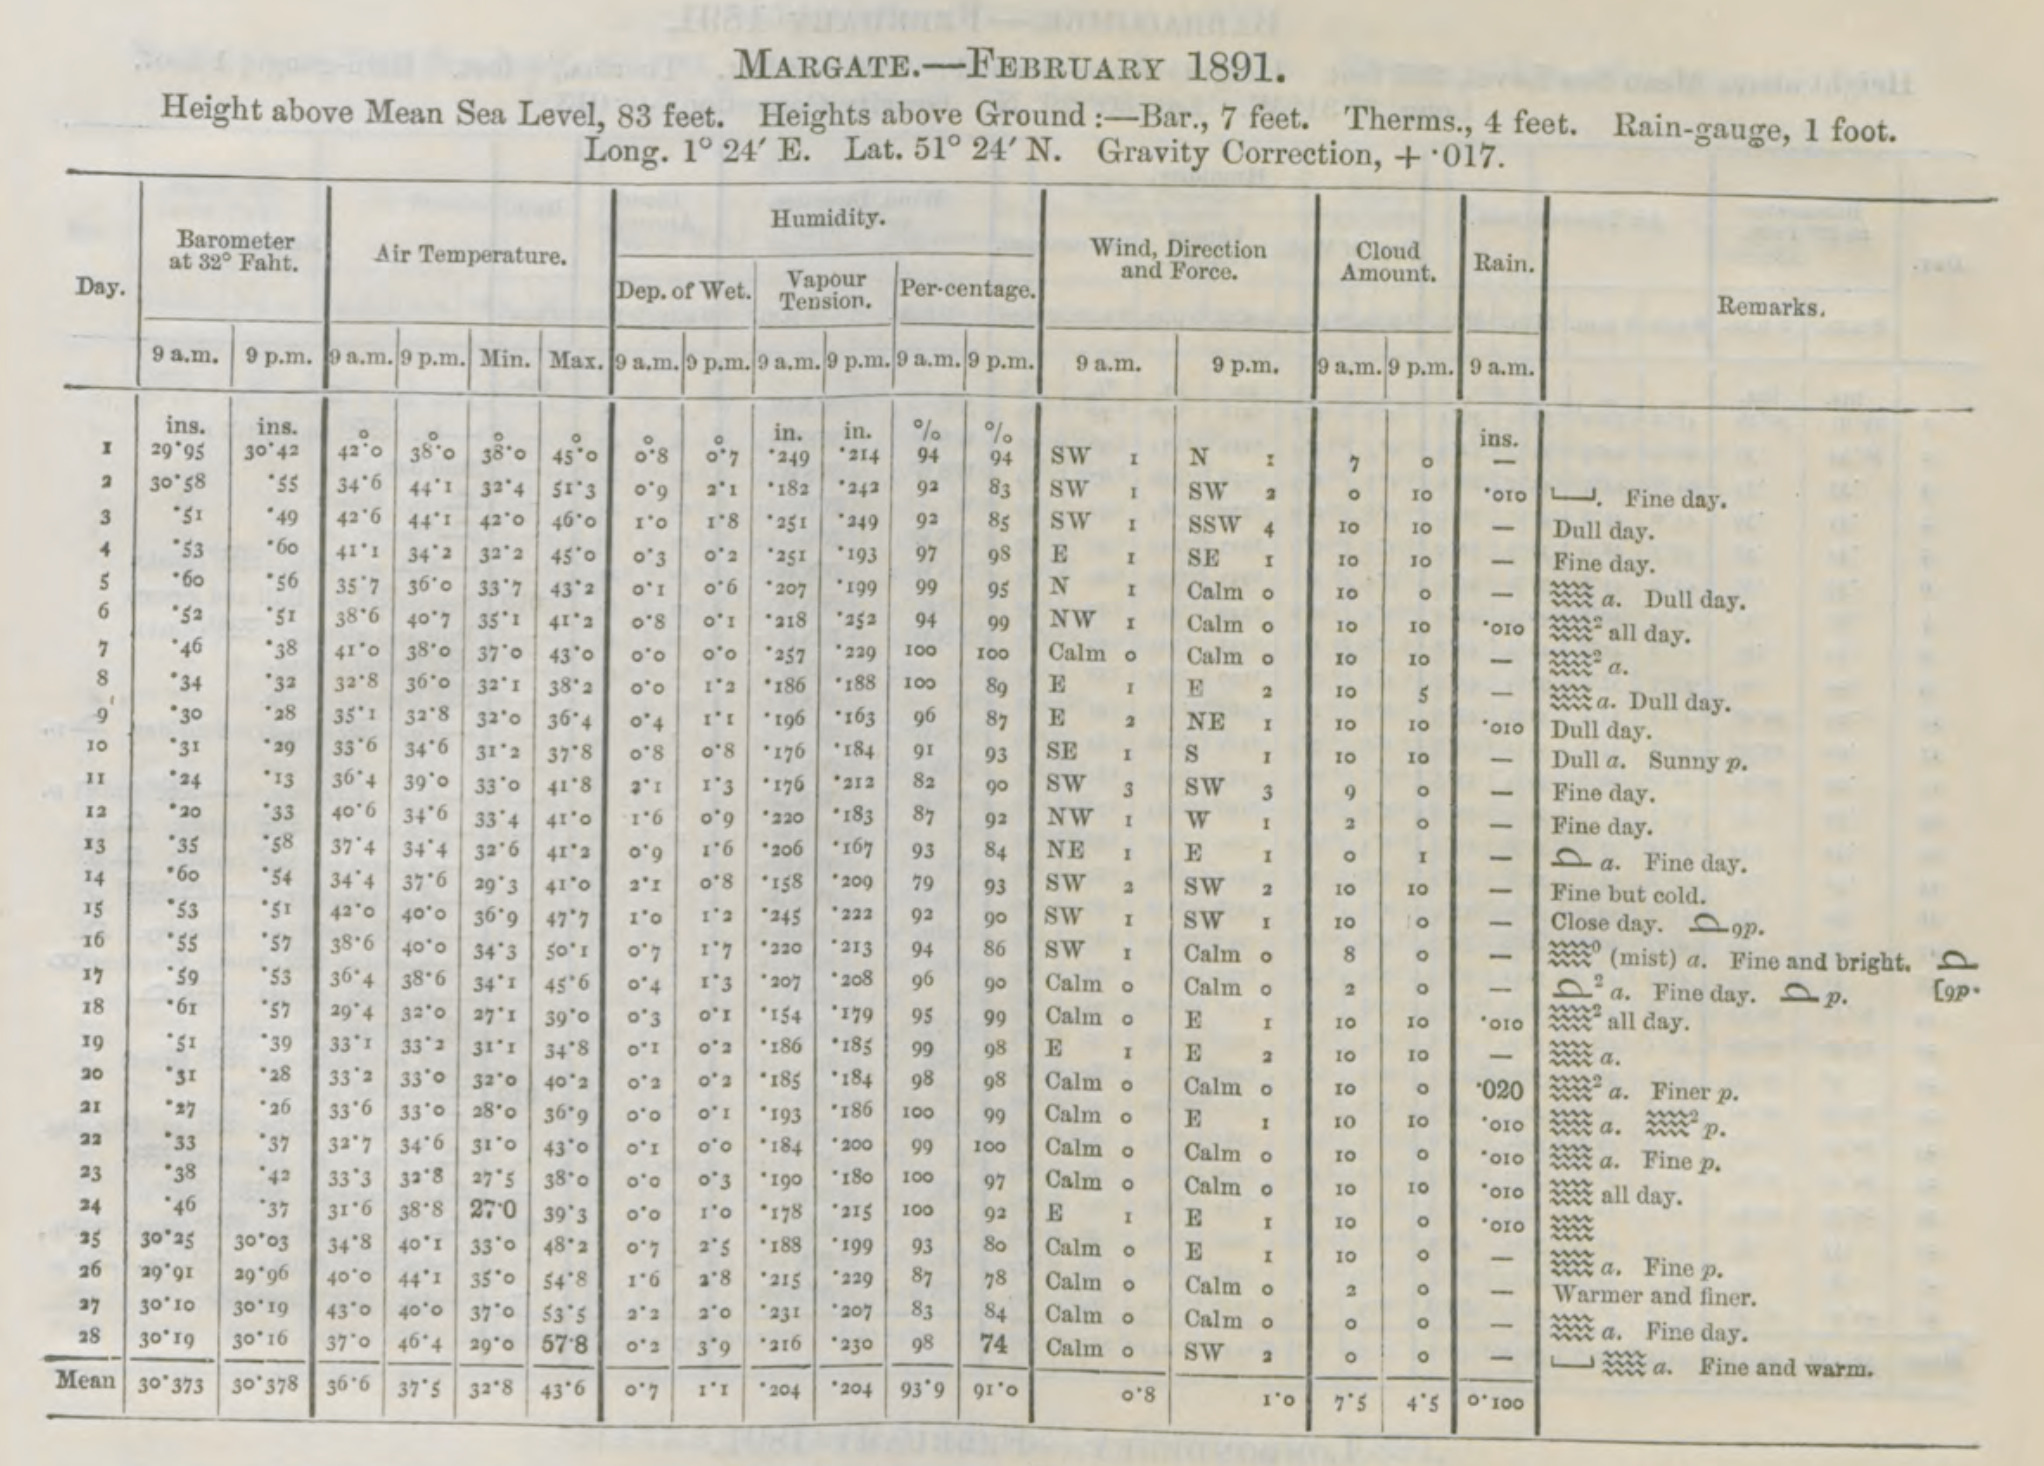 MARGATE.—FEBRUARY 1891.
Height above Mean Sea Level, 83 feet. Heights above Ground :—Bar., 7 feet. Therms., 4 feet. Rain-gauge, 1 foot.
Long. 1° 24′ E. Lat. 51° 24′ N. Gravity Correction, + ·017.
Day. Barometer at 32° Faht. Air Temperature. Humidity. Wind, Direction and Force. Cloud Amount. Rain. Remarks.
Dep. of Wet. Vapour Tension. Per-centage.
9 a.m. 9 p.m. 9 a.m. 9 p.m. Min. Max. 9 a.m. 9 p.m. 9 a.m. 9 p.m. 9 a.m. 9 p.m. 9 a.m. 9 p.m. 9 a.m. 9 p.m. 9 a.m.
ins. ins. ° ° ° ° ° ° in. in. % % ins.
1 29·95 30·42 42·0 38·0 38·0 45·0 0·8 0·7 ·249 ·214 94 94 SW 1 N 1 7 0 —
2 30·58 ·55 34·6 44·1 32·4 51·3 0·9 2·1 ·182 ·242 92 83 SW 1 SW 2 0 10 ·010 . Fine day.
3 ·51 ·49 42·6 44·1 42·0 46·0 1·0 1·8 ·251 ·249 92 85 SW 1 SSW 4 10 10 — Dull day.
4 ·53 ·60 41·1 34·2 32·2 45·0 0·3 0·2 ·251 ·193 97 98 E 1 SE 1 10 10 — Fine day.
5 ·60 ·56 35·7 36·0 33·7 43·2 0·1 0·6 ·207 ·199 99 95 N 1 Calm 0 10 0 — a. Dull day.
6 ·52 ·51 38·6 40·7 35·1 41·2 0·8 0·1 ·218 ·252 94 99 NW 1 Calm 0 10 10 ·010 2 all day.
7 ·46 ·38 41·0 38·0 37·0 43·0 0·0 0·0 ·257 ·229 100 100 Calm 0 Calm 0 10 10 — 2 a.
8 ·34 ·32 32·8 36·0 32·1 38·2 0·0 1·2 ·186 ·188 100 89 E 1 E 2 10 5 — a. Dull day.
9 ·30 ·28 35·1 32·8 32·0 36·4 0·4 1·1 ·196 ·163 96 87 E 2 NE 1 10 10 ·010 Dull day.
10 ·31 ·29 33·6 34·6 31·2 37·8 0·8 0·8 ·176 ·184 91 93 SE 1 S 1 10 10 — Dull a. Sunny p.
11 ·24 ·13 36·4 39·0 33·0 41·8 2·1 1·3 ·176 ·212 82 90 SW 3 SW 3 9 0 — Fine day.
12 ·20 ·33 40·6 34·6 33·4 41·0 1·6 0·9 ·220 ·183 87 92 NW 1 W 1 2 0 — Fine day.
13 ·35 ·58 37·4 34·4 32·6 41·2 0·9 1·6 ·206 ·167 93 84 NE 1 E 1 0 1 — a. Fine day.
14 ·60 ·54 34·4 37·6 29·3 41·0 2·1 0·8 ·158 ·209 79 93 SW 2 SW 2 10 10 — Fine but cold.
15 ·53 ·51 42·0 40·0 36·9 47·7 1·0 1·2 ·245 ·222 92 90 SW 1 SW 1 10 0 — Close day. 9p.
16 ·55 ·57 38·6 40·0 34·3 50·1 0·7 1·7 ·220 ·213 94 86 SW 1 Calm 0 8 0 — 0 (mist) a. Fine and bright.
17 ·59 ·53 36·4 38·6 34·1 45·6 0·4 1·3 ·207 ·208 96 90 Calm 0 Calm 0 2 0 — 2 a. Fine day. p. [9p.
18 ·61 ·57 29·4 32·0 27·1 39·0 0·3 0·1 ·154 ·179 95 99 Calm 0 E 1 10 10 ·010 2 all day.
19 ·51 ·39 33·1 33·2 31·1 34·8 0·1 0·2 ·186 ·185 99 98 E 1 E 2 10 10 — a.
20 ·31 ·28 33·2 33·0 32·0 40·2 0·2 0·2 ·185 ·184 98 98 Calm 0 Calm 0 10 0 ·020 2 a. Finer p.
21 ·27 ·26 33·6 33·0 28·0 36·9 0·0 0·1 ·193 ·186 100 99 Calm 0 E 1 10 10 ·010 a. 2 p.
22 ·33 ·37 32·7 34·6 31·0 43·0 0·1 0·0 ·184 ·200 99 100 Calm 0 Calm 0 10 0 ·010 a. Fine p.
23 ·38 ·42 33·3 32·8 27·5 38·0 0·0 0·3 ·190 ·180 100 97 Calm 0 Calm 0 10 10 ·010 all day.
24 ·46 ·37 31·6 38·8 27·0 39·3 0·0 1·0 ·178 ·215 100 92 E 1 E 1 10 0 ·010
25 30·25 30·03 34·8 40·1 33·0 48·2 0·7 2·5 ·188 ·199 93 80 Calm 0 E 1 10 0 — a. Fine p.
26 29·91 29·96 40·0 44·1 35·0 54·8 1·6 2·8 ·215 ·229 87 78 Calm 0 Calm 0 2 0 — Warmer and finer.
27 30·10 30·19 43·0 40·0 37·0 53·5 2·2 2·0 ·231 ·207 83 84 Calm 0 Calm 0 0 0 — a. Fine day.
28 30·19 30·16 37·0 46·4 29·0 57·8 0·2 3·9 ·216 ·230 98 74 Calm 0 SW 2 0 0 — a. Fine and warm.
Mean 30·373 30·378 36·6 37·5 32·8 43·6 0·7 1·1 ·204 ·204 93·9 91·0 0·8 1·0 7·5 4·5 0·100